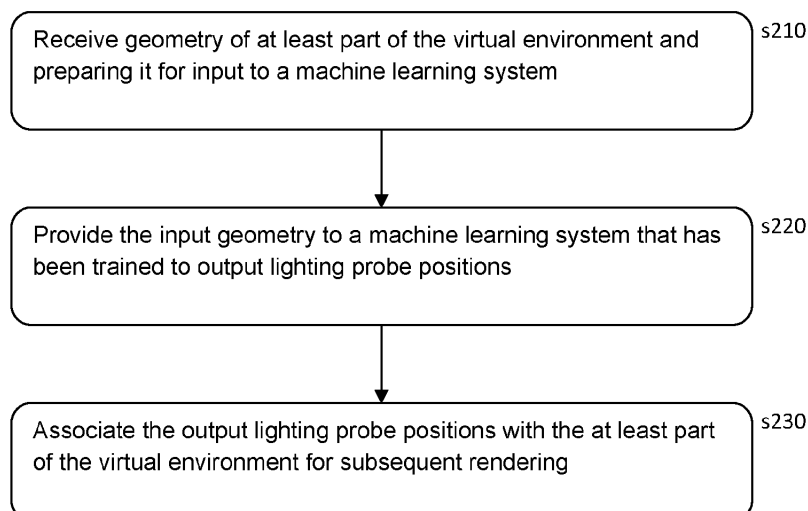 Receive geometry of at least part of the virtual environment and
preparing it for input to a machine learning system
s210
Provide the input geometry to a machine learning system that has
been trained to output lighting probe positions
s220
Associate the output lighting probe positions with the at least part
of the virtual environment for subsequent rendering
s230